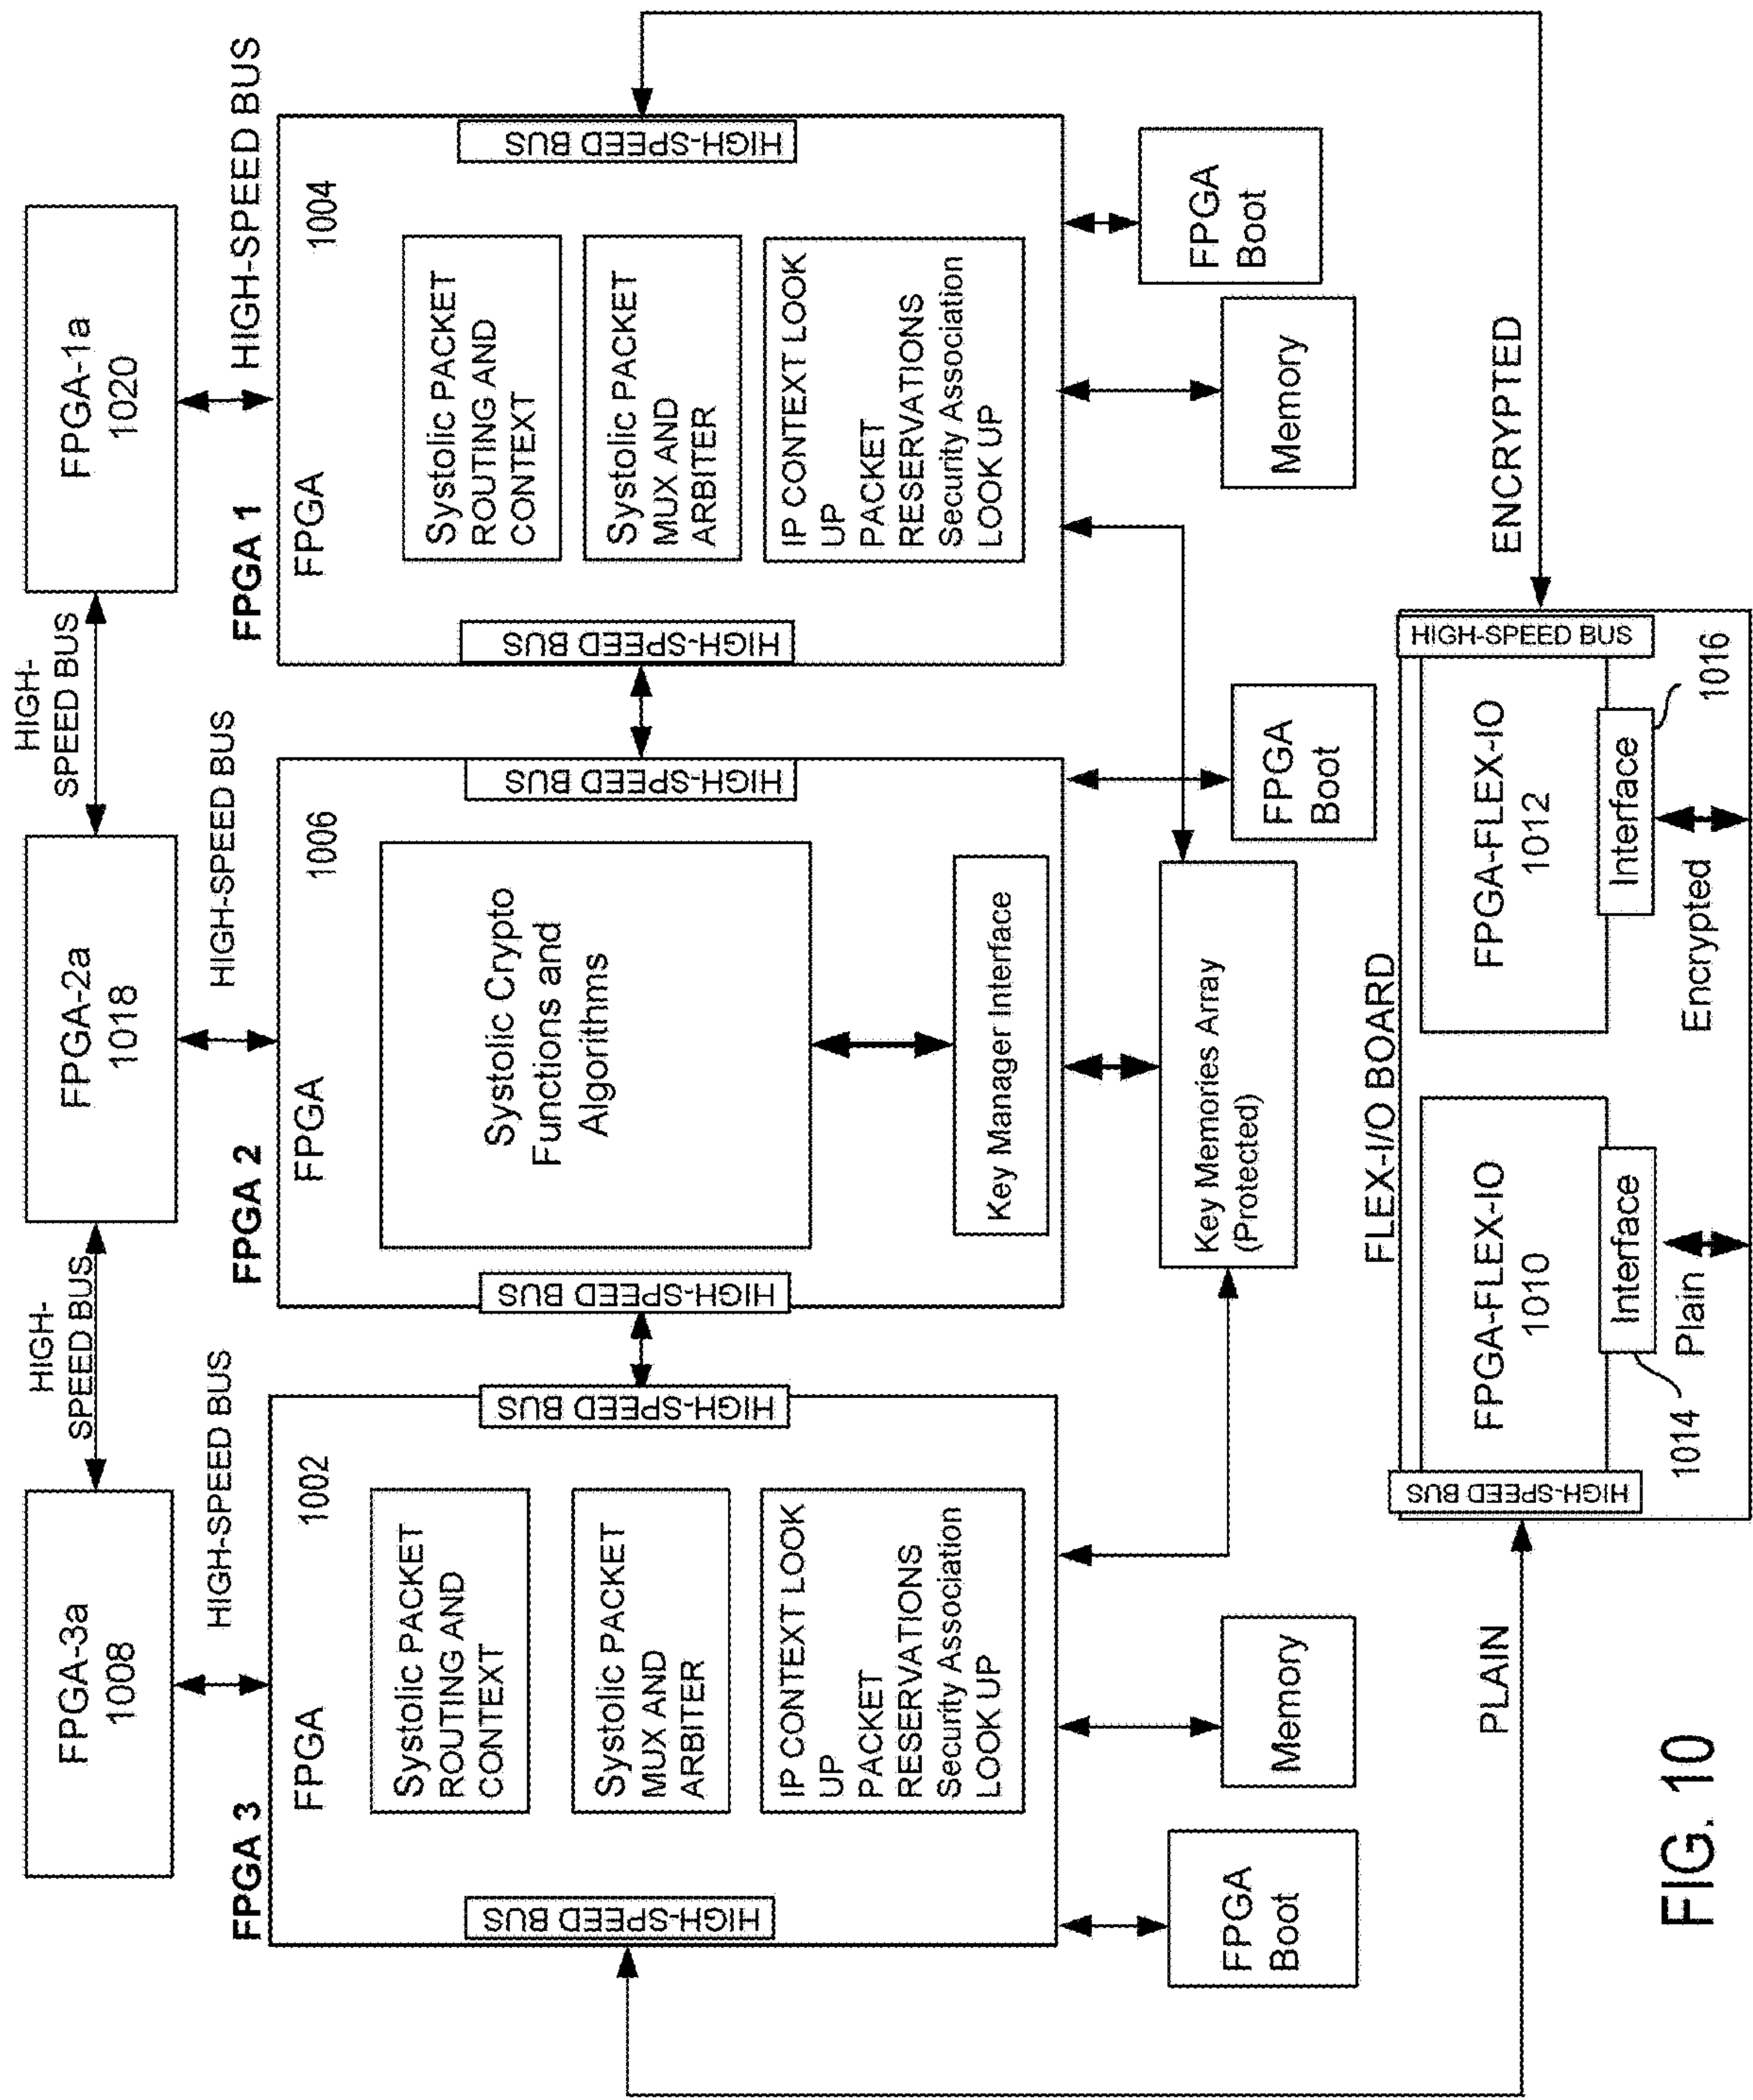 FPGA-3a
1008
HIGH-
SPEED BUS
FPGA-2a
1018
HIGH-
SPEED BUS
FPGA-1a
1020
HIGH-SPEED BUS
HIGH-SPEED BUS
HIGH-SPEED BUS
FPGA 3
FPGA
1002
Systolic PACKET
ROUTING AND
CONTEXT
Systolic PACKET
MUX AND
ARBITER
IP CONTEXT LOOK
UP
PACKET
RESERVATIONS
Security Association
LOOK UP
HIGH-SPEED BUS
HIGH-SPEED BUS
FPGA 2
FPGA
1006
Systolic Crypto
Functions and
Algorithms
Key Manager Interface
HIGH-SPEED BUS
HIGH-SPEED BUS
FPGA 1
FPGA
1004
Systolic PACKET
ROUTING AND
CONTEXT
Systolic PACKET
MUX AND
ARBITER
IP CONTEXT LOOK
UP
PACKET
RESERVATIONS
Security Association
LOOK UP
HIGH-SPEED BUS
HIGH-SPEED BUS
FPGA
Boot
Memory
Key Memories Array
(Protected)
FPGA
Boot
Memory
FPGA
Boot
PLAIN
ENCRYPTED
FLEX-I/O BOARD
HIGH-SPEED BUS
FPGA-FLEX-IO
1010
FPGA-FLEX-IO
1012
HIGH-SPEED BUS
Interface
Interface
1014
Plain
Encrypted
1016
FIG. 10